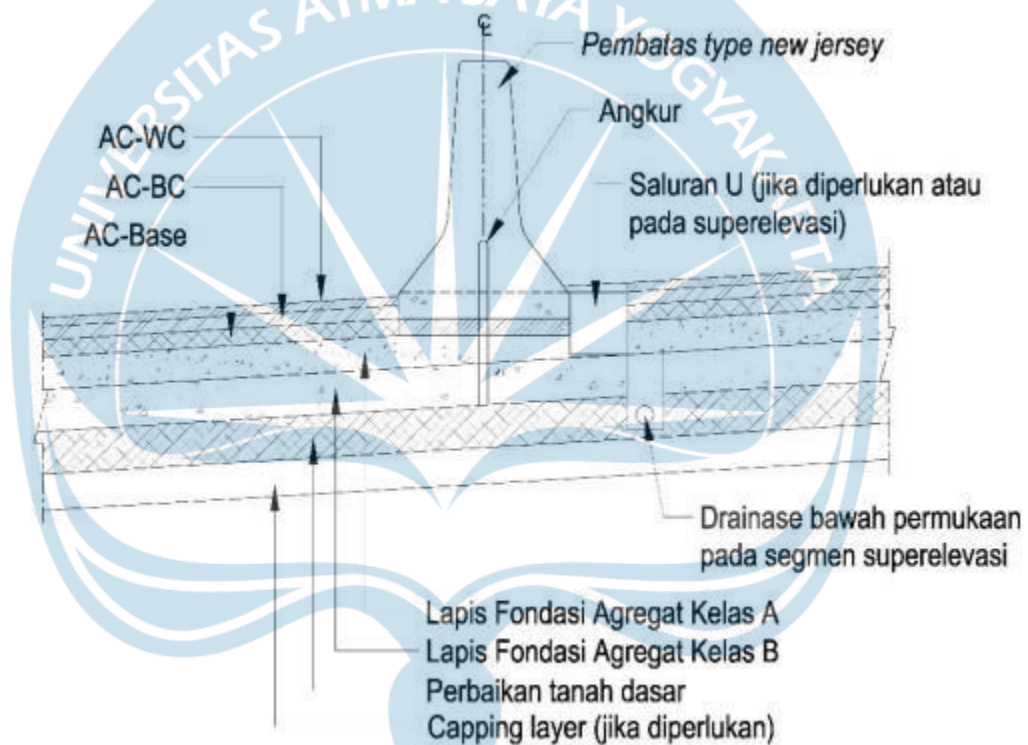 UNIVERSITAS ATMA JAYA YOGYAKARTA
℄
Pembatas type new jersey
Angkur
AC-WC
AC-BC
AC-Base
Saluran U (jika diperlukan atau
pada superelevasi)
Drainase bawah permukaan
pada segmen superelevasi
Lapis Fondasi Agregat Kelas A
Lapis Fondasi Agregat Kelas B
Perbaikan tanah dasar
Capping layer (jika diperlukan)